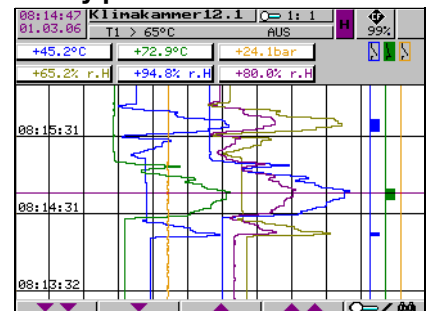 08:14:47 Klimakammer12.1 1: 1 H
01.03.06 T1 > 65°C AUS 99%
+45.2°C +72.9°C +24.1bar
+65.2% r.H +94.8% r.H +80.0% r.H
08:15:31
08:14:31
08:13:32